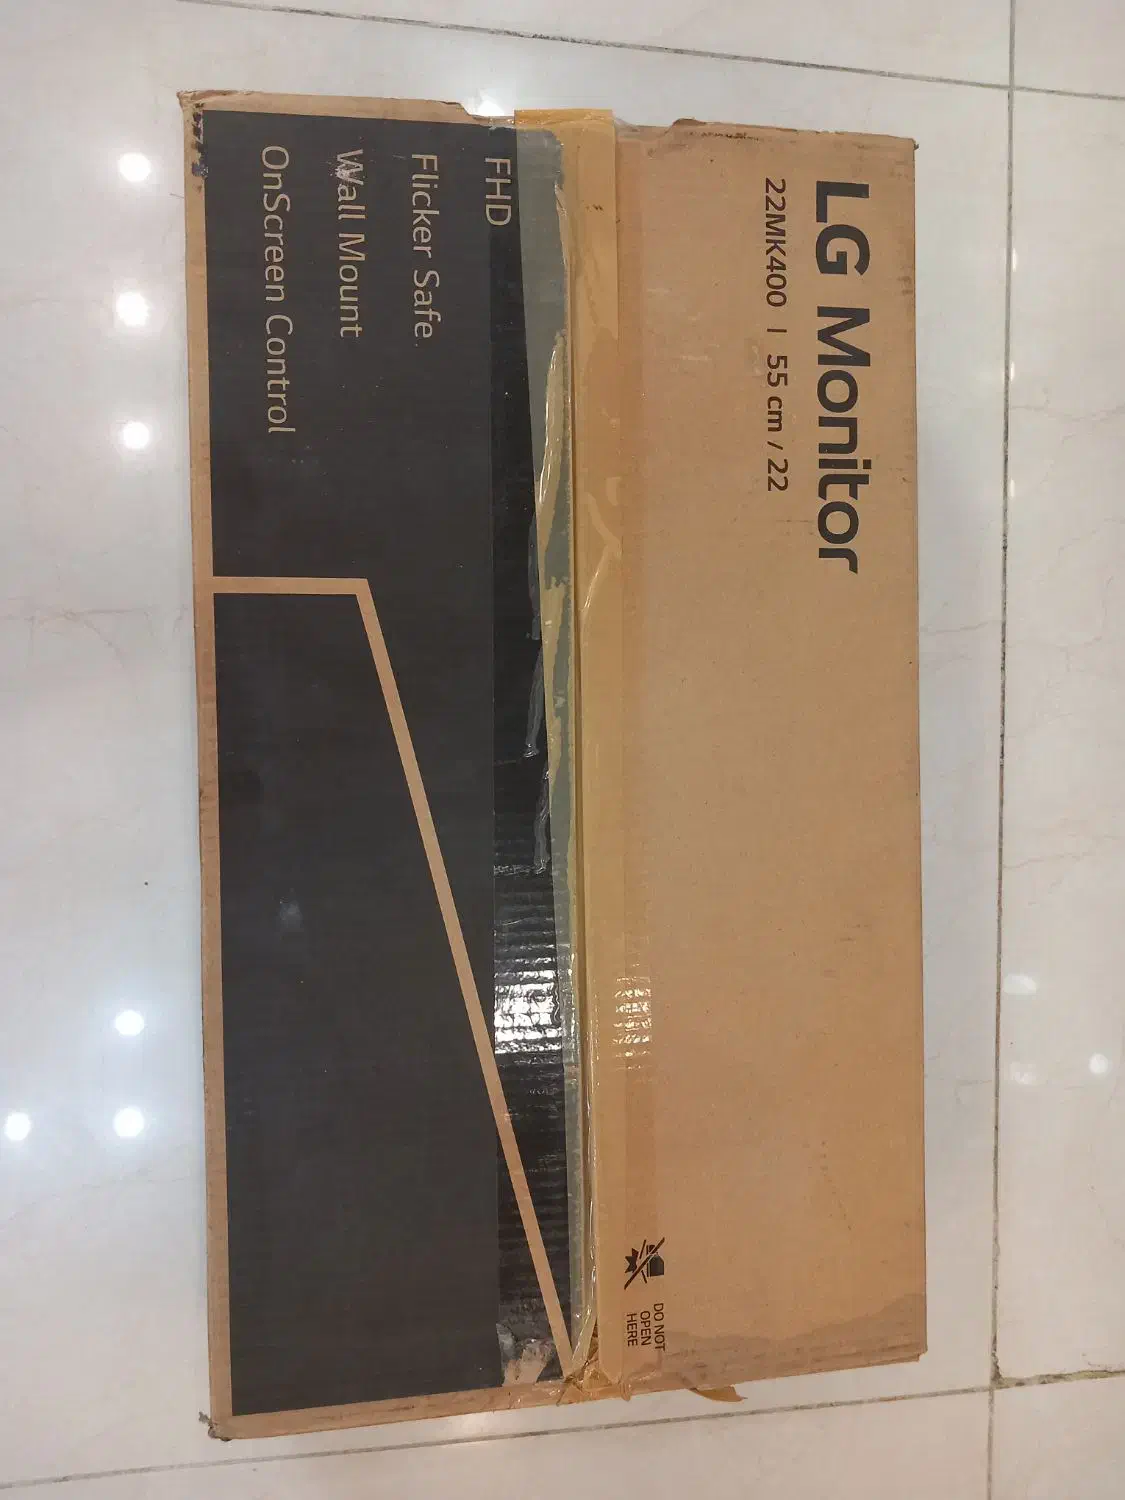 LG Monitor
22MK400 | 55 cm / 22
DO NOT
OPEN
HERE
FHD
Flicker Safe
Wall Mount
OnScreen Control